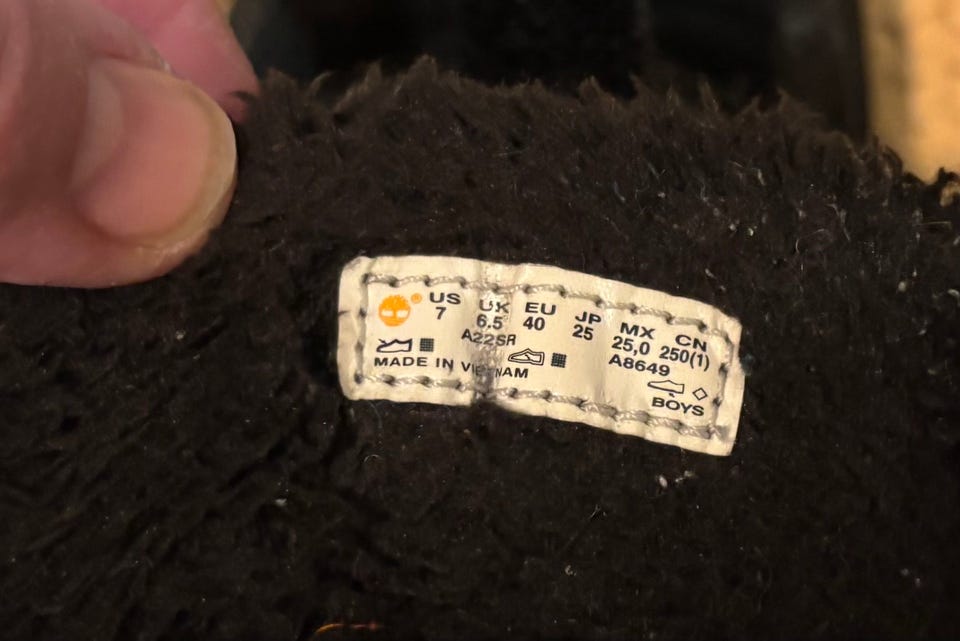 ® US UK EU JP MX CN
7 6.5 40 25 25,0 250(1)
A22SR A8649
MADE IN VIETNAM
BOYS